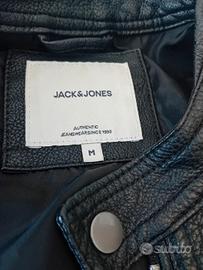 JACK&JONES
AUTHENTIC
JEANSWEAR SINCE 1990
M
subito